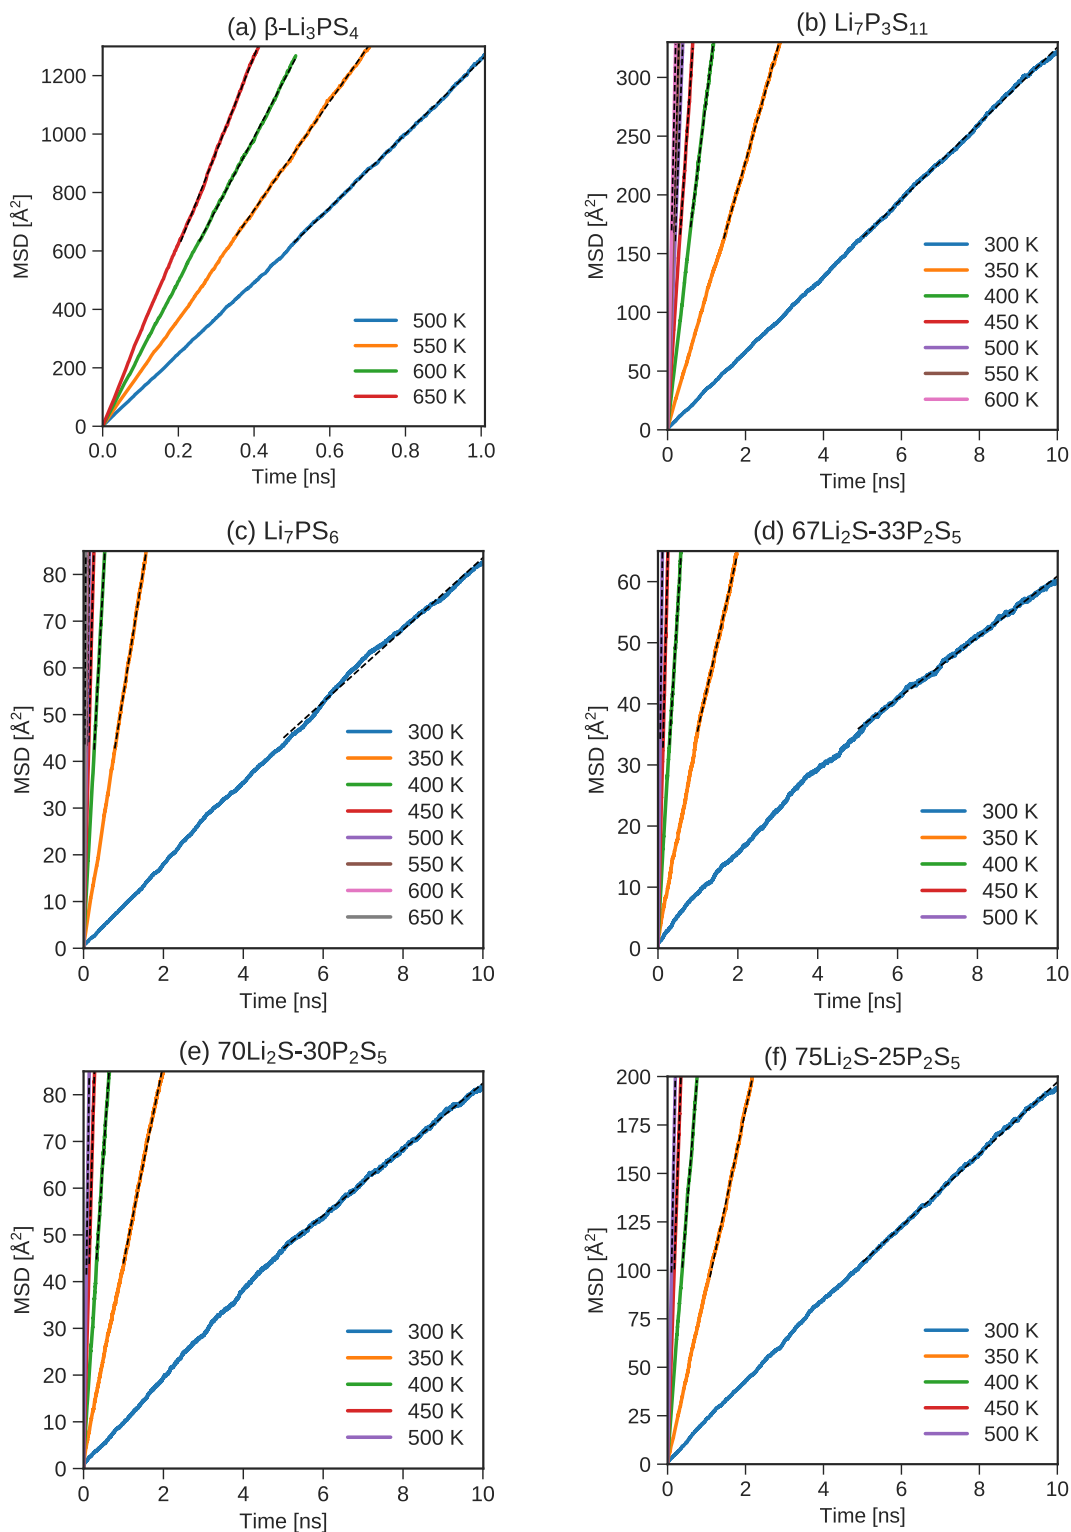 (a) β-Li₃PS₄
MSD [Å²]
1200
1000
800
600
400
200
0
0.0 0.2 0.4 0.6 0.8 1.0
Time [ns]
500 K
550 K
600 K
650 K
(b) Li₇P₃S₁₁
MSD [Å²]
300
250
200
150
100
50
0
0 2 4 6 8 10
Time [ns]
300 K
350 K
400 K
450 K
500 K
550 K
600 K
(c) Li₇PS₆
MSD [Å²]
80
70
60
50
40
30
20
10
0
0 2 4 6 8 10
Time [ns]
300 K
350 K
400 K
450 K
500 K
550 K
600 K
650 K
(d) 67Li₂S-33P₂S₅
MSD [Å²]
60
50
40
30
20
10
0
0 2 4 6 8 10
Time [ns]
300 K
350 K
400 K
450 K
500 K
(e) 70Li₂S-30P₂S₅
MSD [Å²]
80
70
60
50
40
30
20
10
0
0 2 4 6 8 10
Time [ns]
300 K
350 K
400 K
450 K
500 K
(f) 75Li₂S-25P₂S₅
MSD [Å²]
200
175
150
125
100
75
50
25
0
0 2 4 6 8 10
Time [ns]
300 K
350 K
400 K
450 K
500 K